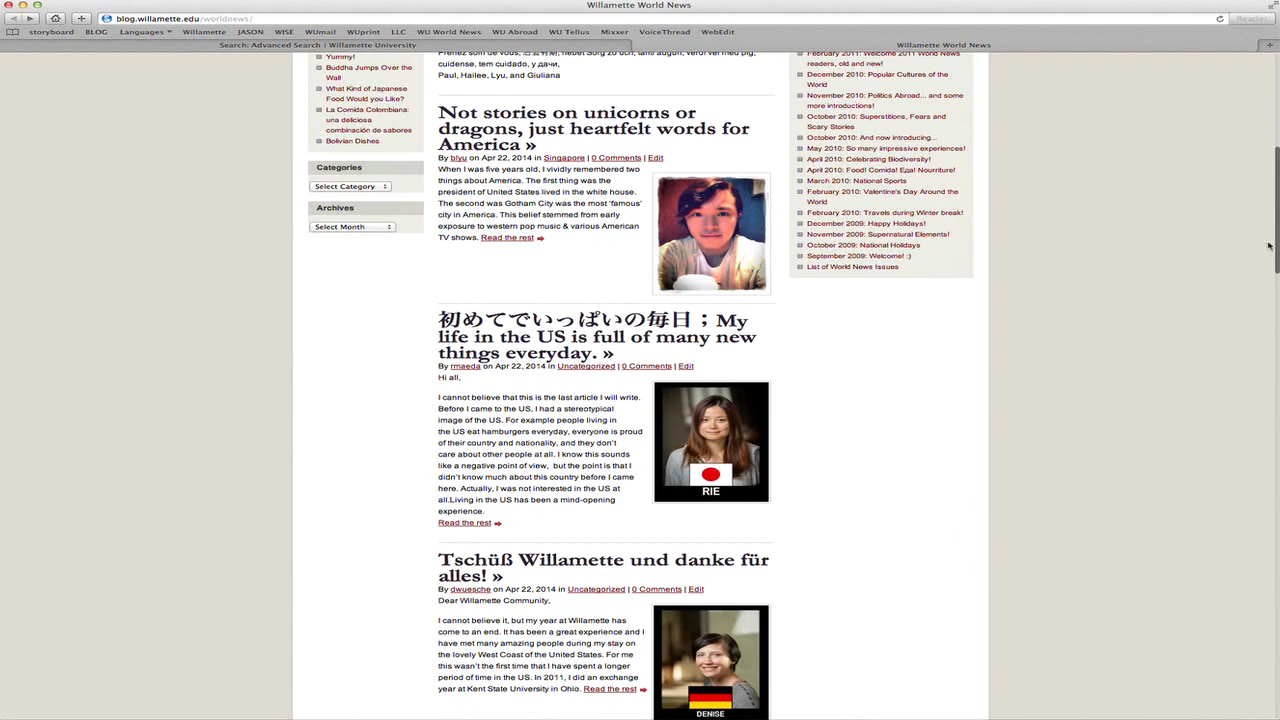 Willamette World News
blog.willamette.edu/worldnews/
Reader
storyboard BLOG Languages Willamette JASON WISE WUmail WUprint LLC WU World News WU Abroad WU Tellus Mixxer VoiceThread WebEdit
Search: Advanced Search | Willamette University
Willamette World News
Yummy!
Buddha Jumps Over the
Wall
What Kind of Japanese
Food Would you Like?
La Comida Colombiana:
una deliciosa
combinación de sabores
Bolivian Dishes
Categories
Select Category
Archives
Select Month
cuidense, tem cuidado, у дачи,
Paul, Hailee, Lyu, and Giuliana
Not stories on unicorns or
dragons, just heartfelt words for
America »
By blyu on Apr 22, 2014 in Singapore | 0 Comments | Edit
When I was five years old, I vividly remembered two
things about America. The first thing was the
president of United States lived in the white house.
The second was Gotham City was the most 'famous'
city in America. This belief stemmed from early
exposure to western pop music & various American
TV shows. Read the rest
初めてでいっぱいの毎日；My
life in the US is full of many new
things everyday. »
By rmaeda on Apr 22, 2014 in Uncategorized | 0 Comments | Edit
Hi all,
I cannot believe that this is the last article I will write.
Before I came to the US, I had a stereotypical
image of the US. For example people living in
the US eat hamburgers everyday, everyone is proud
of their country and nationality, and they don't
care about other people at all. I know this sounds
like a negative point of view, but the point is that I
didn't know much about this country before I came
here. Actually, I was not interested in the US at
all.Living in the US has been a mind-opening
experience.
Read the rest
RIE
Tschüß Willamette und danke für
alles! »
By dwuesche on Apr 22, 2014 in Uncategorized | 0 Comments | Edit
Dear Willamette Community,
I cannot believe it, but my year at Willamette has
come to an end. It has been a great experience and I
have met many amazing people during my stay on
the lovely West Coast of the United States. For me
this wasn't the first time that I have spent a longer
period of time in the US. In 2011, I did an exchange
year at Kent State University in Ohio. Read the rest
DENISE
February 2011: Welcome 2011 World News
readers, old and new!
December 2010: Popular Cultures of the
World
November 2010: Politics Abroad... and some
more introductions!
October 2010: Superstitions, Fears and
Scary Stories
October 2010: And now introducing...
May 2010: So many impressive experiences!
April 2010: Celebrating Biodiversity!
April 2010: Food! Comida! Еда! Nourriture!
March 2010: National Sports
February 2010: Valentine's Day Around the
World
February 2010: Travels during Winter break!
December 2009: Happy Holidays!
November 2009: Supernatural Elements!
October 2009: National Holidays
September 2009: Welcome! :)
List of World News Issues